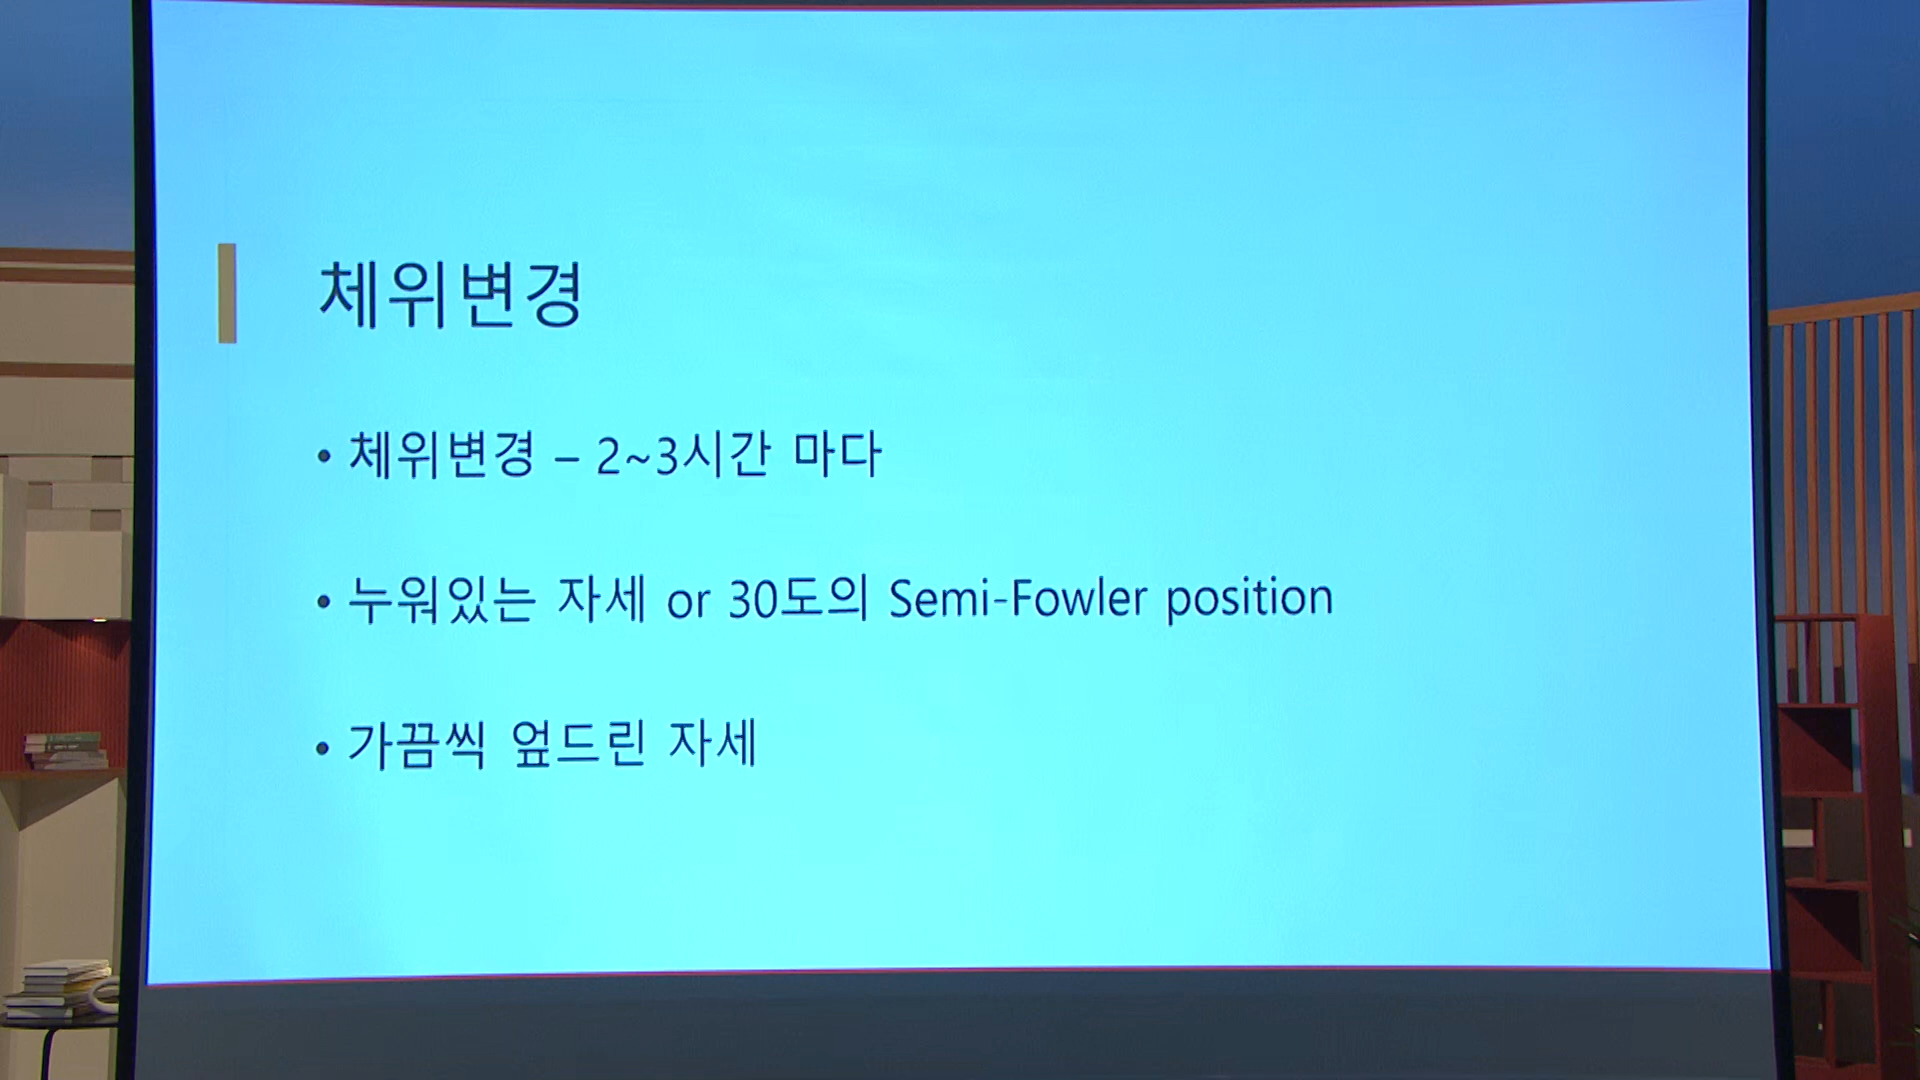 체위변경
• 체위변경 – 2~3시간 마다
• 누워있는 자세 or 30도의 Semi-Fowler position
• 가끔씩 엎드린 자세